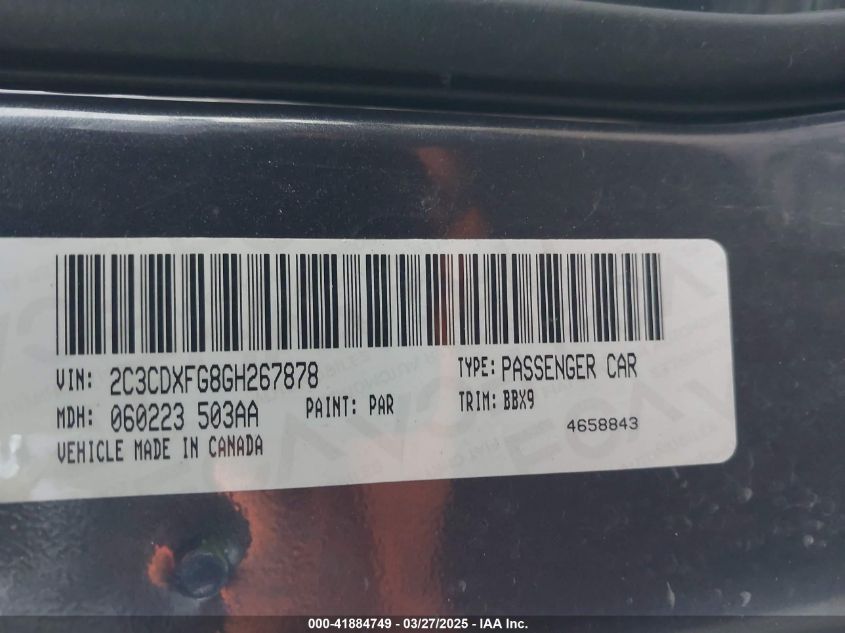 VIN: 2C3CDXFG8GH267878
TYPE: PASSENGER CAR
MDH: 060223 503AA
PAINT: PAR
TRIM: BBX9
VEHICLE MADE IN CANADA
4658843
000-41884749 — 03/27/2025 — IAA Inc.